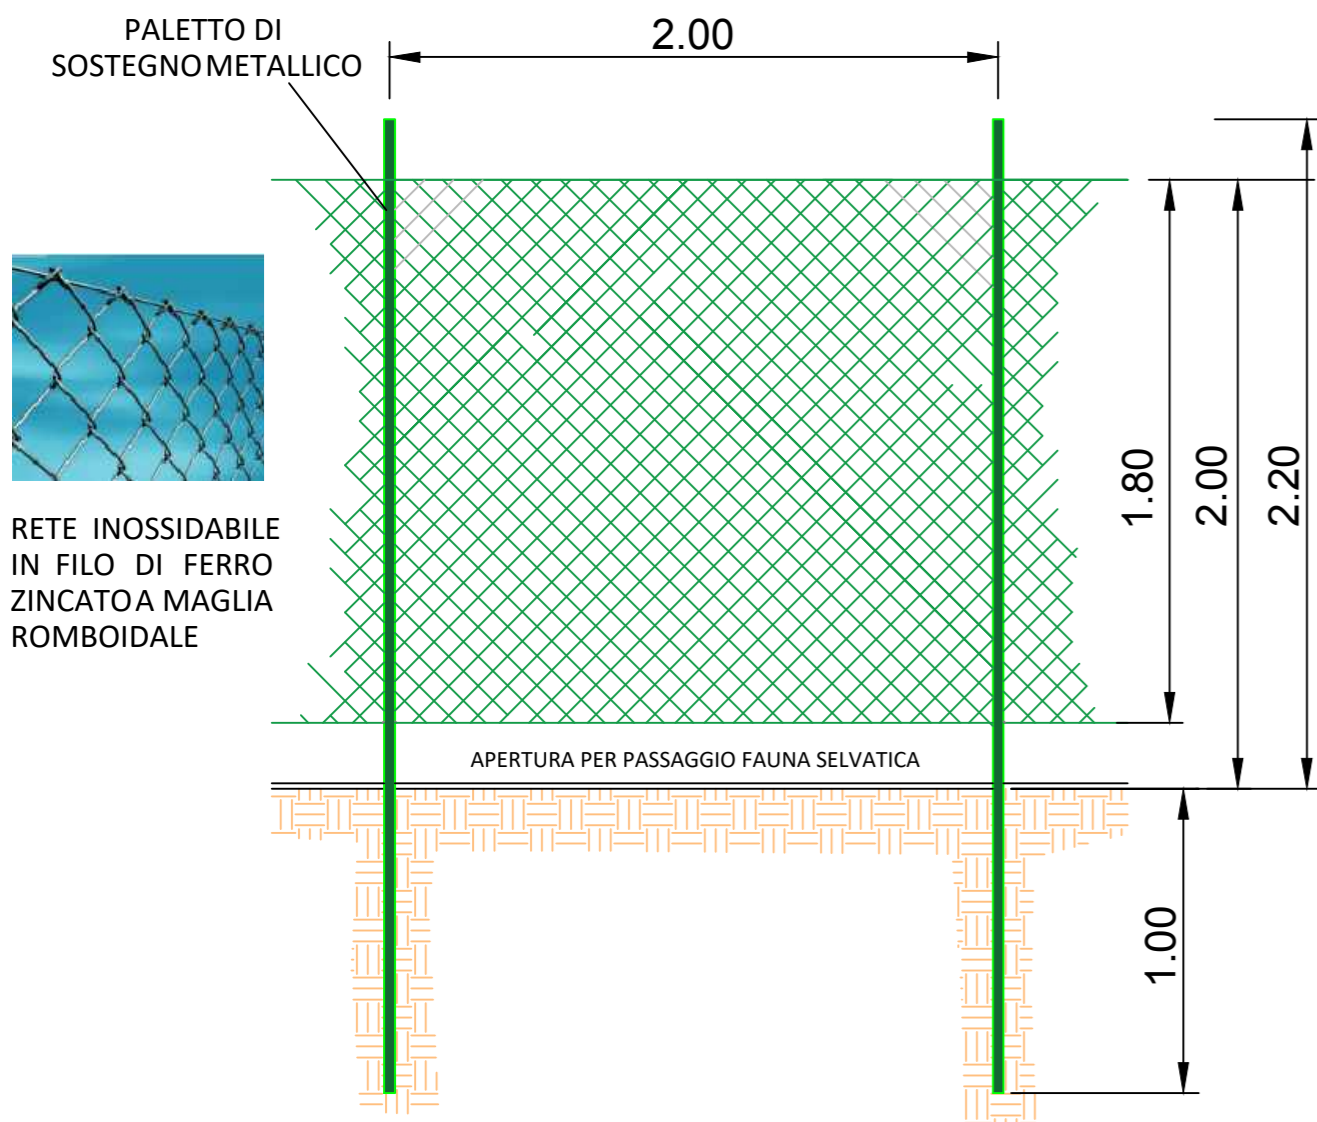 PALETTO DI
SOSTEGNO METALLICO
2.00
RETE INOSSIDABILE
IN FILO DI FERRO
ZINCATO A MAGLIA
ROMBOIDALE
1.80
2.00
2.20
APERTURA PER PASSAGGIO FAUNA SELVATICA
1.00